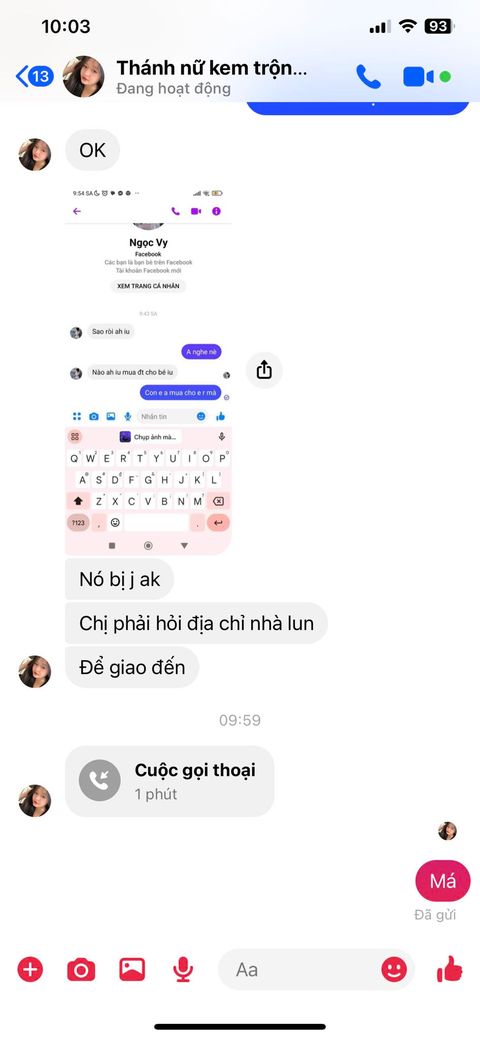 10:03
93
13
Thánh nữ kem trộn...
Đang hoạt động
OK
9:54 SA
Ngọc Vy
Facebook
Các bạn là bạn bè trên Facebook
Tài khoản Facebook mới
XEM TRANG CÁ NHÂN
9:43 SA
Sao ròi ah iu
A nghe nè
Nào ah iu mua đt cho bé iu
Cọn e a mua cho e r mà
Nhắn tin
Chụp ảnh mà...
Q W E R T Y U I O P
A S D F G H J K L
Z X C V B N M
?123 , .
Nó bị j ak
Chị phải hỏi địa chỉ nhà lun
Để giao đến
09:59
Cuộc gọi thoại
1 phút
Má
Đã gửi
Aa